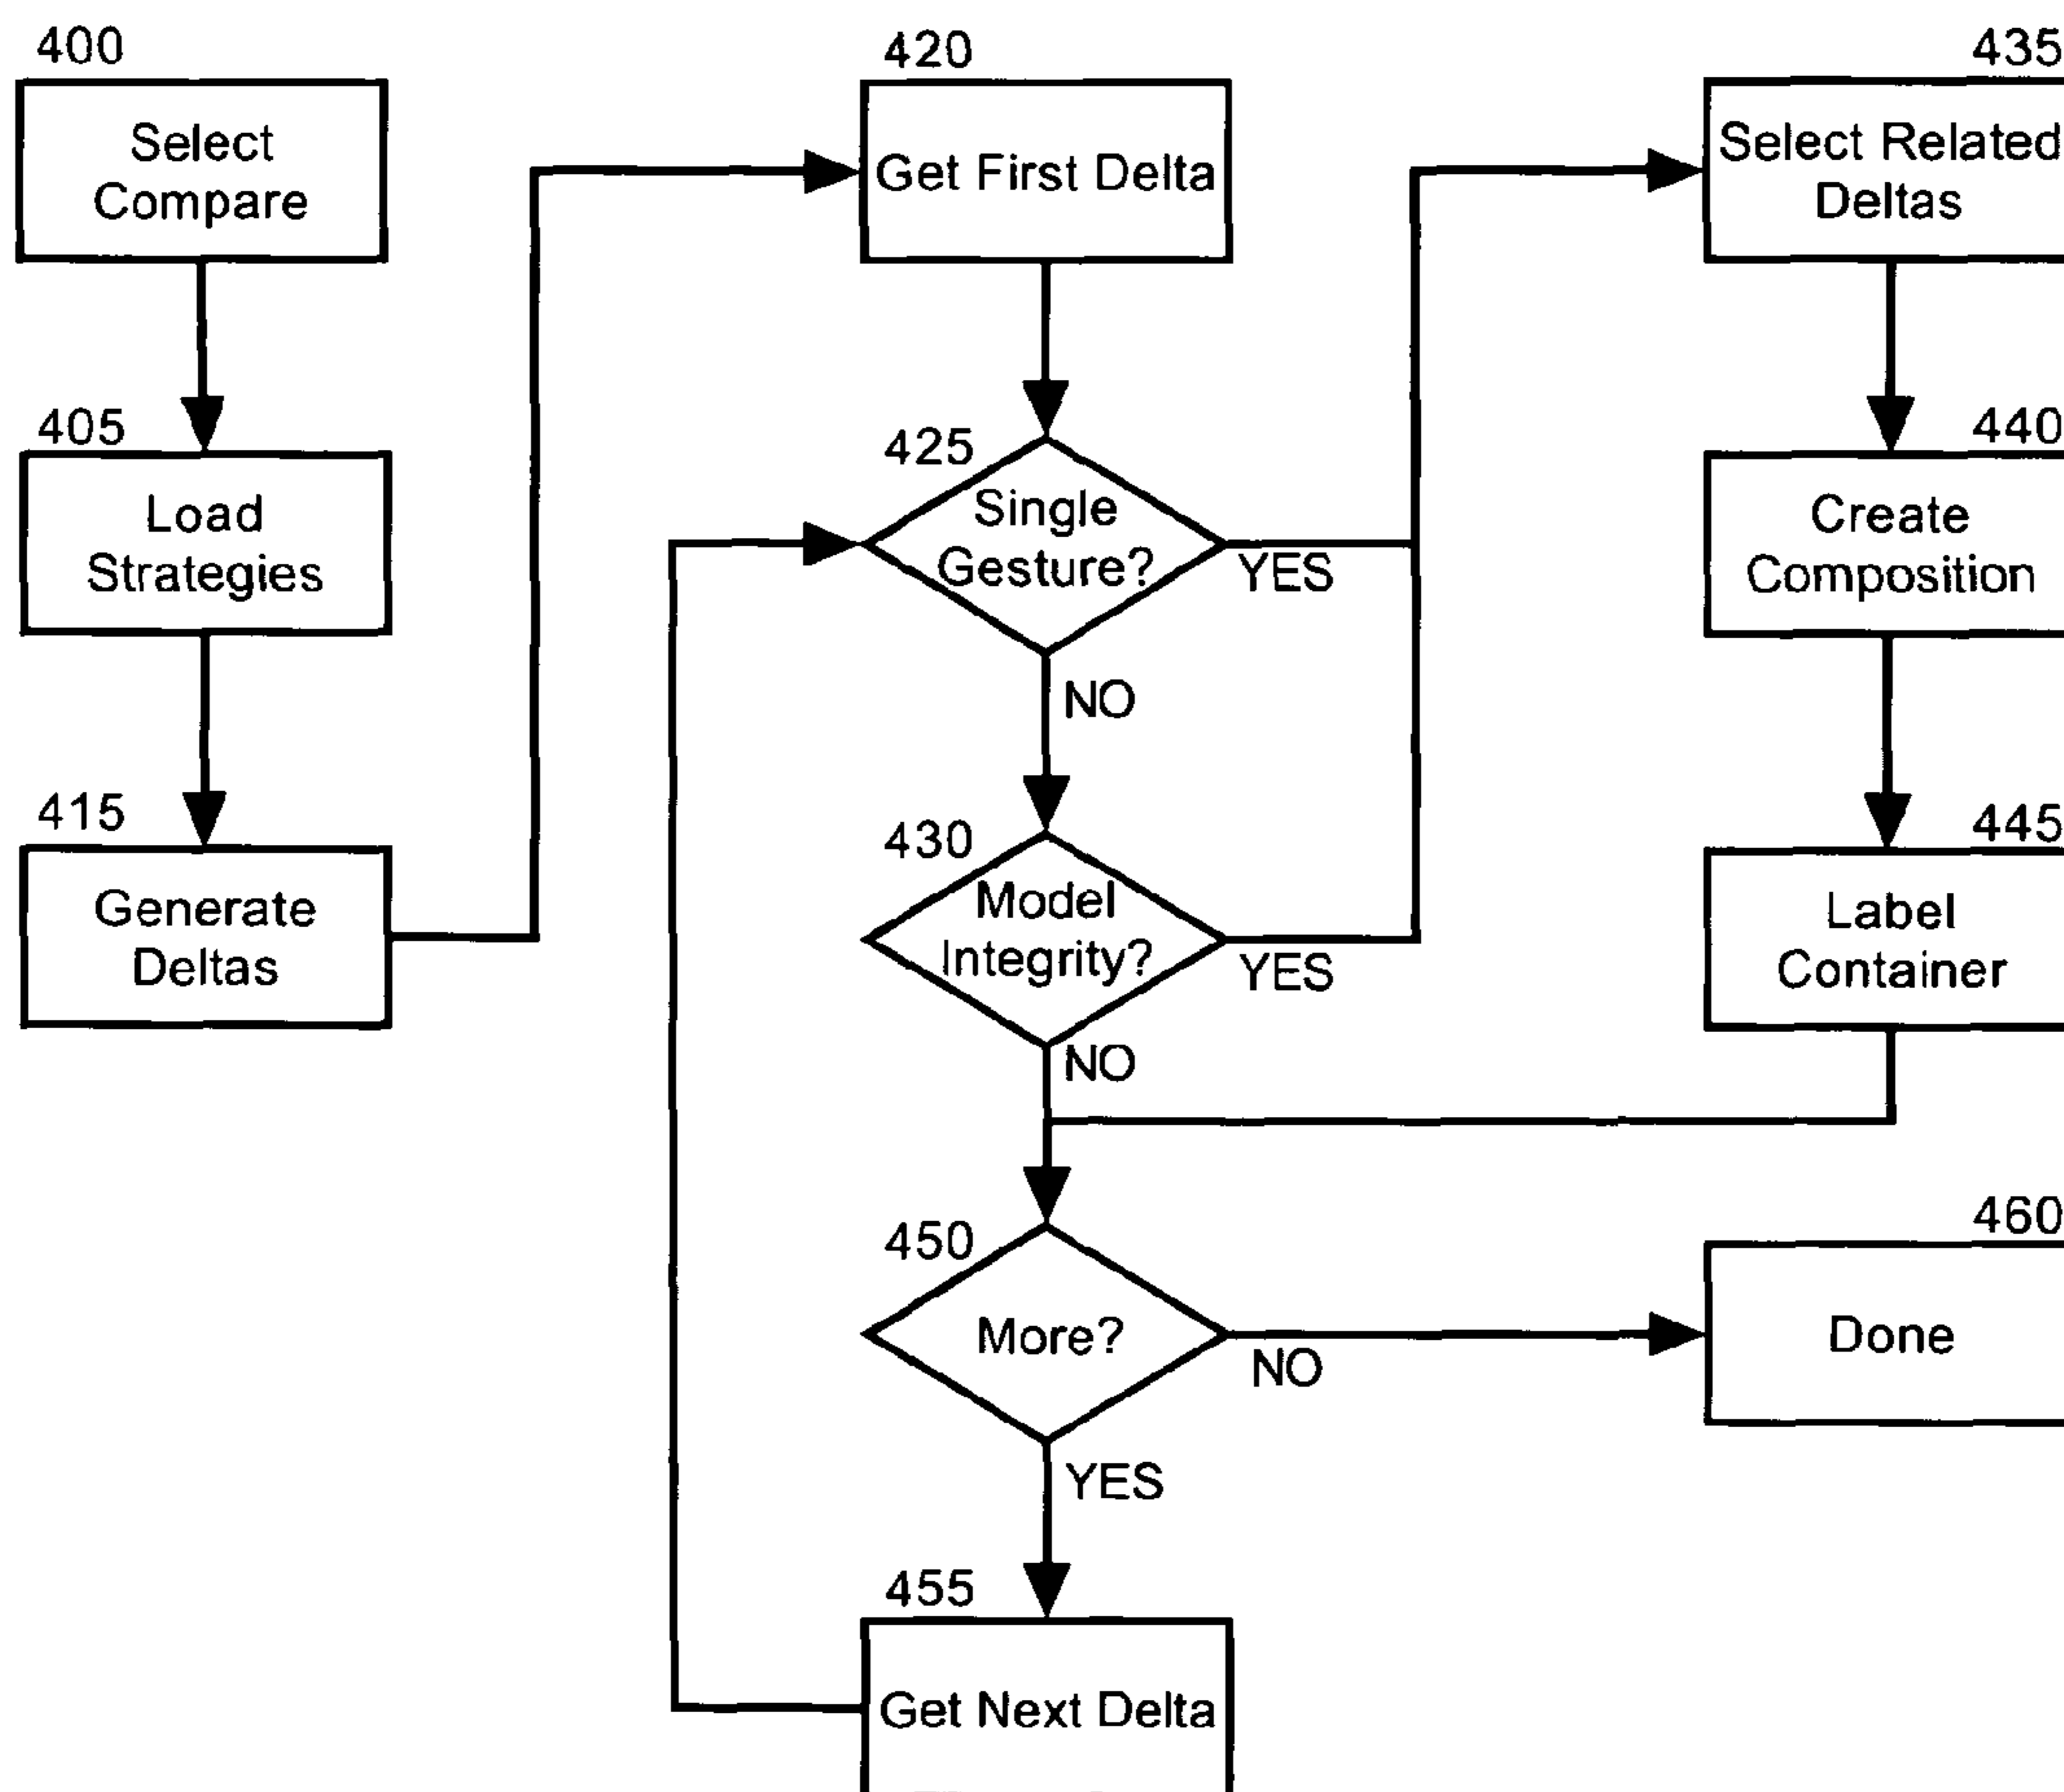 400
Select
Compare
405
Load
Strategies
415
Generate
Deltas
420
Get First Delta
425
Single
Gesture?
YES
NO
430
Model
Integrity?
YES
NO
450
More?
NO
YES
455
Get Next Delta
435
Select Related
Deltas
440
Create
Composition
445
Label
Container
460
Done